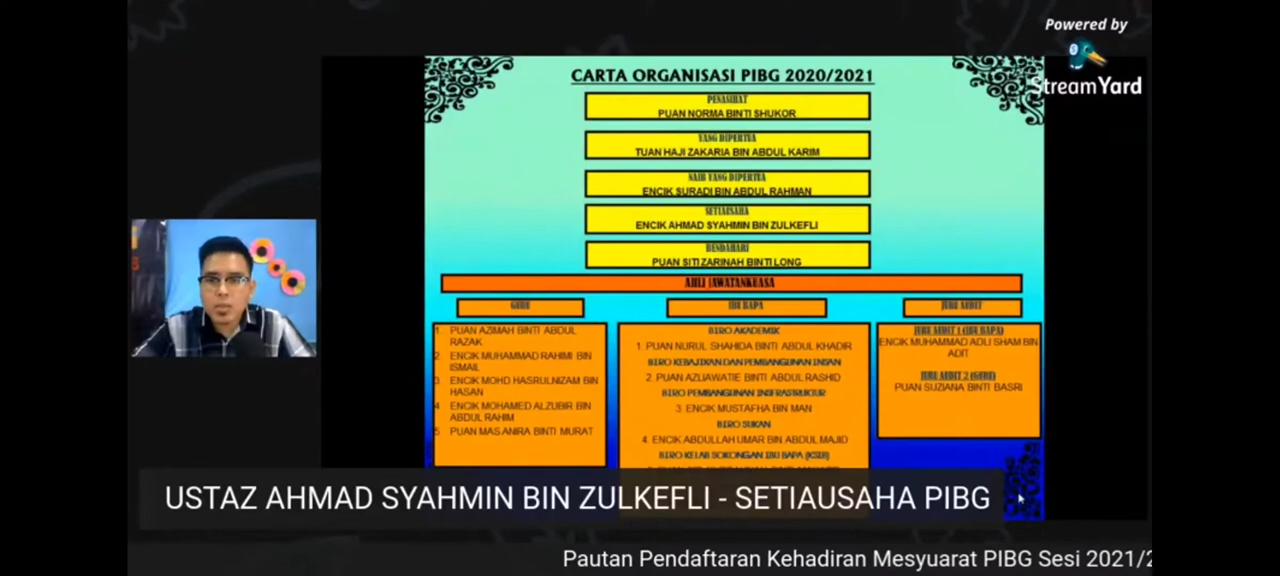 Powered by
StreamYard
CARTA ORGANISASI PIBG 2020/2021
PENASIHAT
PUAN NORMA BINTI SHUKOR
YANG DIPERTUA
TUAN HAJI ZAKARIA BIN ABDUL KARIM
NAIB YANG DIPERTUA
ENCIK SURADI BIN ABDUL RAHMAN
SETIAUSAHA
ENCIK AHMAD SYAHMIN BIN ZULKEFLI
BENDAHARI
PUAN SITI ZARINAH BINTI LONG
AHLI JAWATANKUASA
GURU
1. PUAN AZIMAH BINTI ABDUL
RAZAK
2. ENCIK MUHAMMAD RAHIMI BIN
ISMAIL
3. ENCIK MOHD HASRULNIZAM BIN
HASAN
4. ENCIK MOHAMED ALZUBIR BIN
ABDUL RAHIM
5. PUAN MAS ANIRA BINTI MURAT
IBU BAPA
BIRO AKADEMIK
1. PUAN NURUL SHAHIDA BINTI ABDUL KHADIR
BIRO KEBAJIKAN DAN PEMBANGUNAN INSAN
2. PUAN AZLIAWATIE BINTI ABDUL RASHID
BIRO PEMBANGUNAN INSFRASTRUKTUR
3. ENCIK MUSTAFHA BIN MAN
BIRO SUKAN
4. ENCIK ABDULLAH UMAR BIN ABDUL MAJID
BIRO KELAB SOKONGAN IBU BAPA (KSIB)
JURU AUDIT
JURU AUDIT 1 (IBU BAPA)
ENCIK MUHAMMAD ADLI SHAM BIN
ADIT
JURU AUDIT 2 (GURU)
PUAN SUZIANA BINTI BASRI
USTAZ AHMAD SYAHMIN BIN ZULKEFLI - SETIAUSAHA PIBG
Pautan Pendaftaran Kehadiran Mesyuarat PIBG Sesi 2021/2